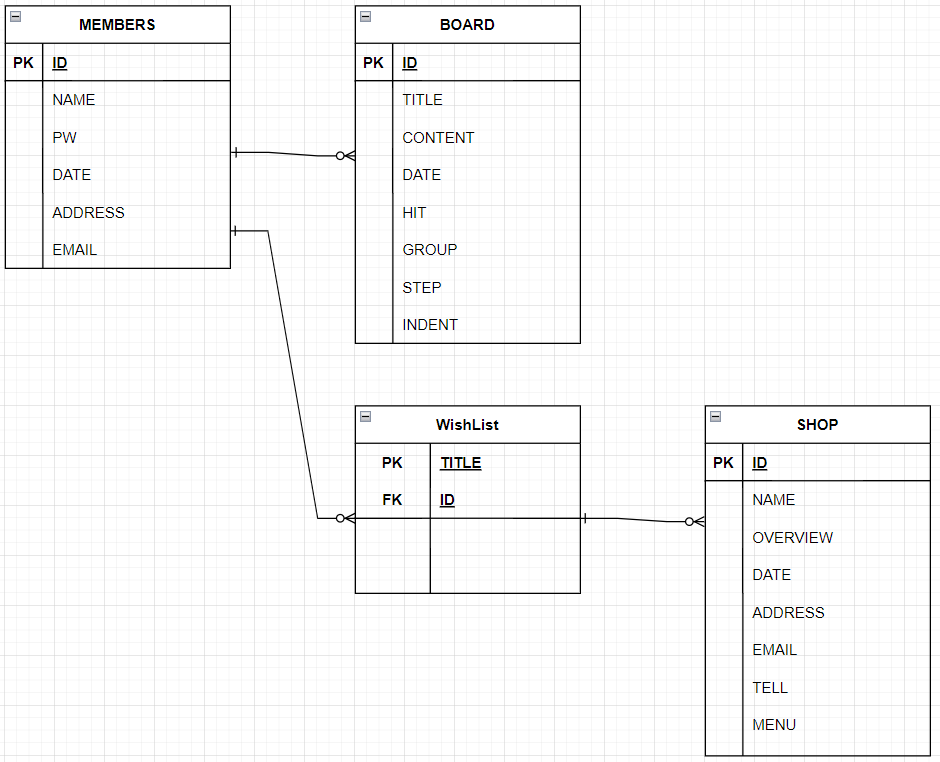 MEMBERS
PK ID
NAME
PW
DATE
ADDRESS
EMAIL
BOARD
PK ID
TITLE
CONTENT
DATE
HIT
GROUP
STEP
INDENT
WishList
PK TITLE
FK ID
SHOP
PK ID
NAME
OVERVIEW
DATE
ADDRESS
EMAIL
TELL
MENU